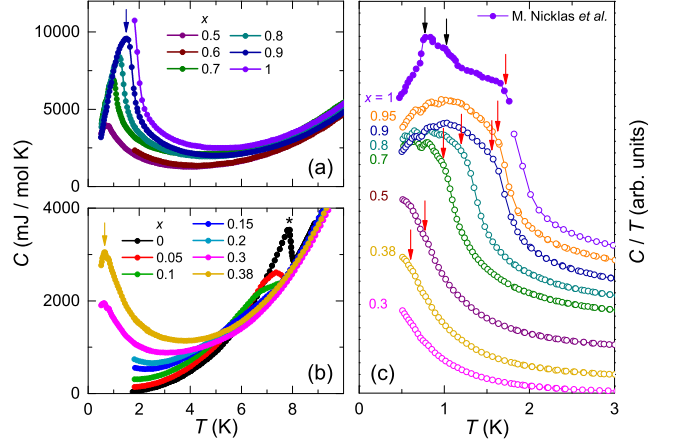 x
0.5
0.6
0.7
0.8
0.9
1
10000
5000
0
(a)
C (mJ / mol K)
4000
2000
0
x
0
0.05
0.1
0.15
0.2
0.3
0.38
*
(b)
0 2 4 6 8
T (K)
M. Nicklas et al.
x = 1
0.95
0.9
0.8
0.7
0.5
0.38
0.3
(c)
0 1 2 3
T (K)
C / T (arb. units)